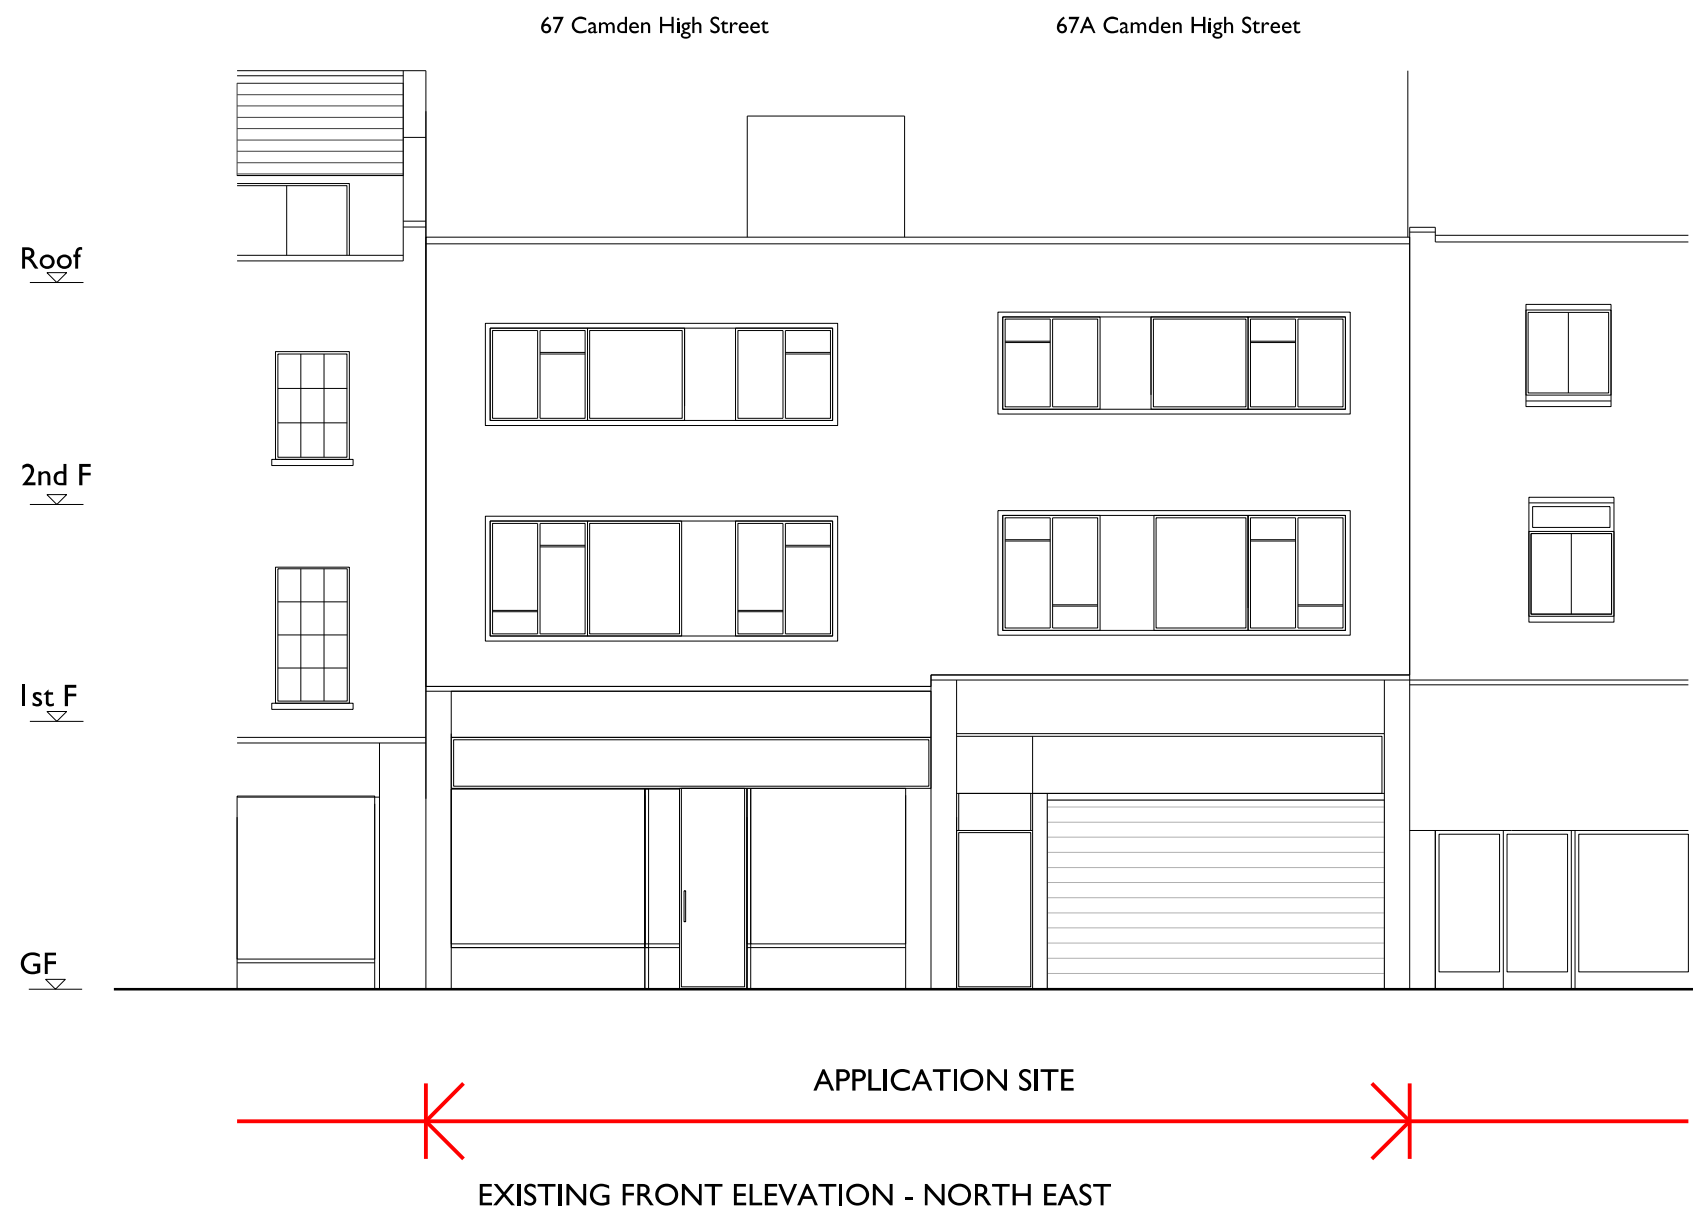 67 Camden High Street
67A Camden High Street
Roof
2nd F
1st F
GF
APPLICATION SITE
EXISTING FRONT ELEVATION - NORTH EAST